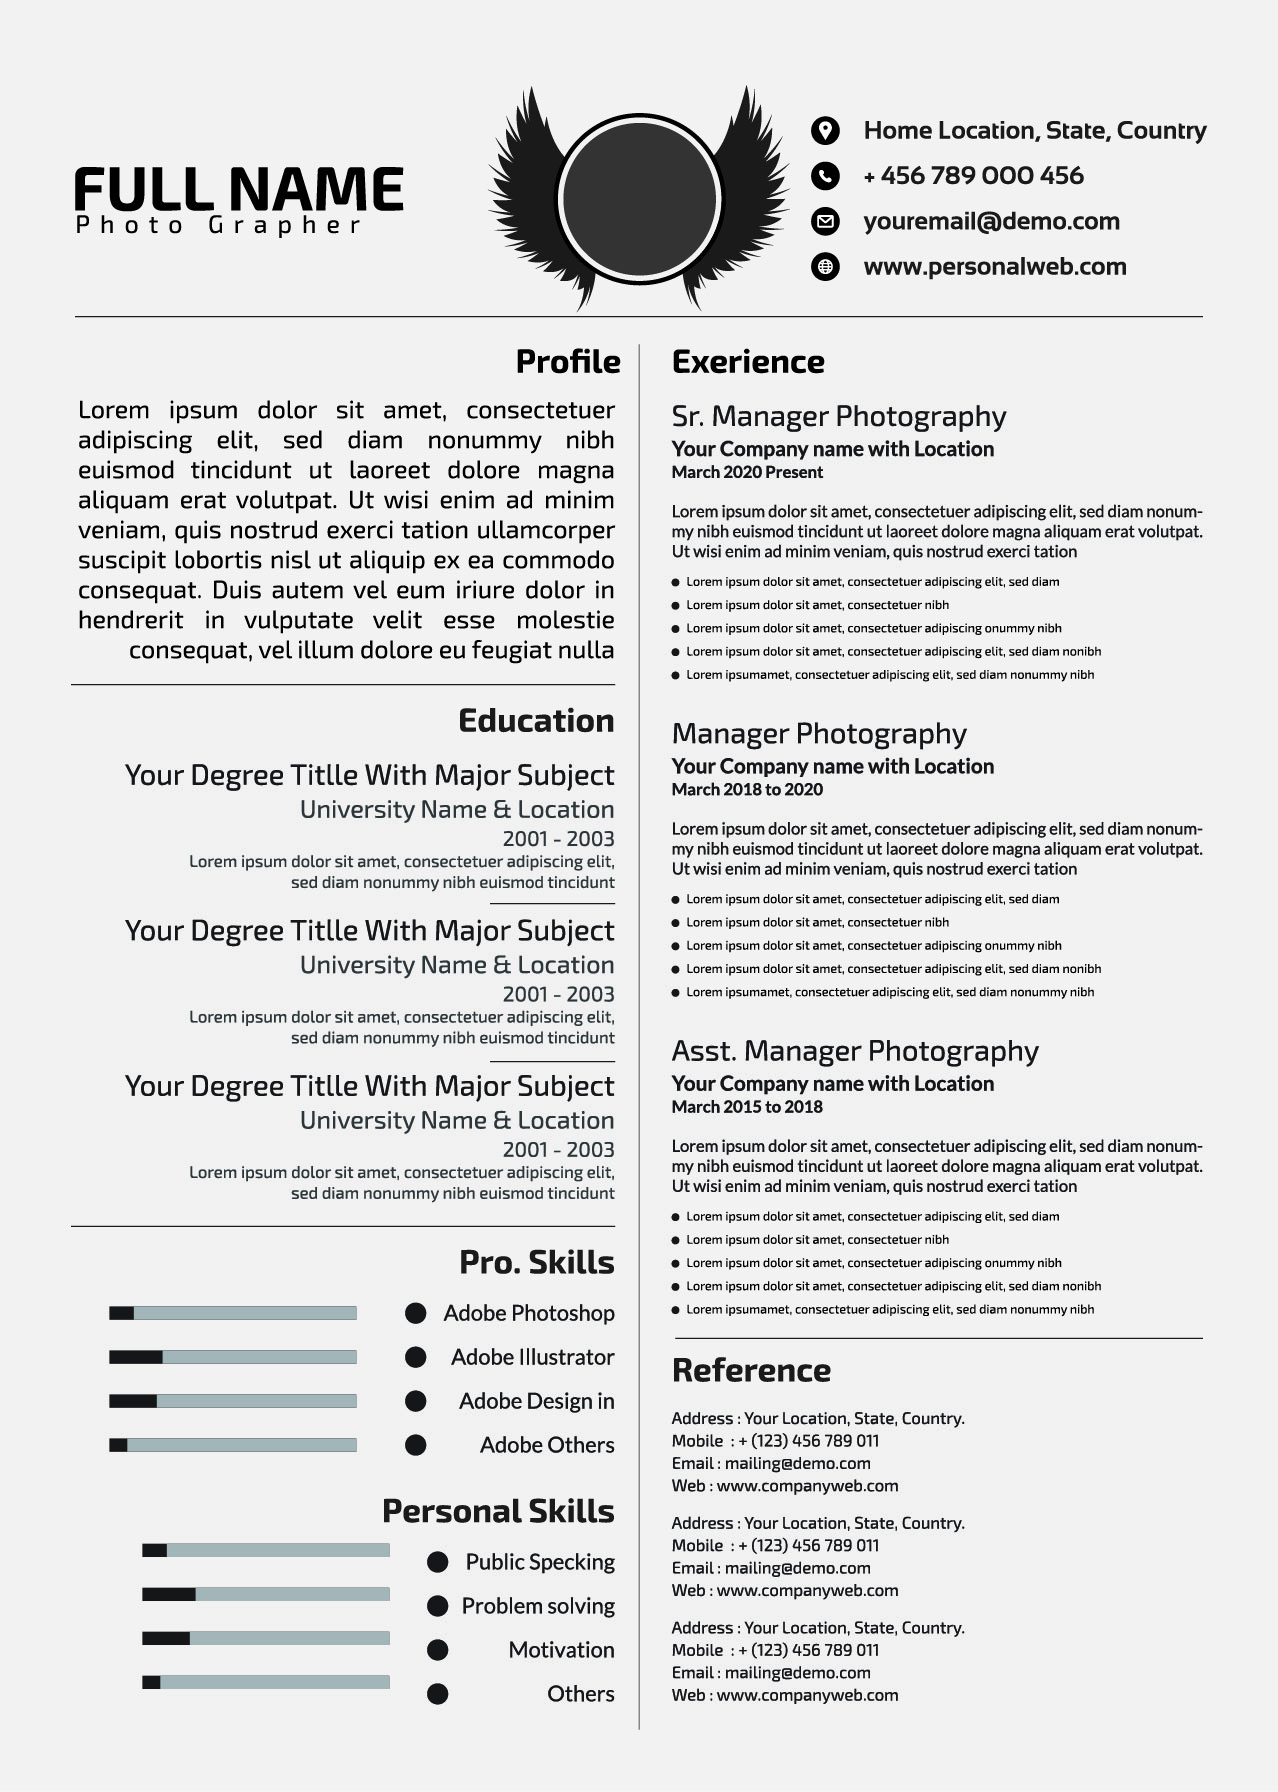 FULL NAME
Photo Grapher
Home Location, State, Country
+ 456 789 000 456
youremail@demo.com
www.personalweb.com
Profile
Lorem ipsum dolor sit amet, consectetuer
adipiscing elit, sed diam nonummy nibh
euismod tincidunt ut laoreet dolore magna
aliquam erat volutpat. Ut wisi enim ad minim
veniam, quis nostrud exerci tation ullamcorper
suscipit lobortis nisl ut aliquip ex ea commodo
consequat. Duis autem vel eum iriure dolor in
hendrerit in vulputate velit esse molestie
consequat, vel illum dolore eu feugiat nulla
Education
Your Degree Titlle With Major Subject
University Name & Location
2001 - 2003
Lorem ipsum dolor sit amet, consectetuer adipiscing elit,
sed diam nonummy nibh euismod tincidunt
Your Degree Titlle With Major Subject
University Name & Location
2001 - 2003
Lorem ipsum dolor sit amet, consectetuer adipiscing elit,
sed diam nonummy nibh euismod tincidunt
Your Degree Titlle With Major Subject
University Name & Location
2001 - 2003
Lorem ipsum dolor sit amet, consectetuer adipiscing elit,
sed diam nonummy nibh euismod tincidunt
Pro. Skills
Adobe Photoshop
Adobe Illustrator
Adobe Design in
Adobe Others
Personal Skills
Public Specking
Problem solving
Motivation
Others
Exerience
Sr. Manager Photography
Your Company name with Location
March 2020 Present
Lorem ipsum dolor sit amet, consectetuer adipiscing elit, sed diam nonum-
my nibh euismod tincidunt ut laoreet dolore magna aliquam erat volutpat.
Ut wisi enim ad minim veniam, quis nostrud exerci tation
● Lorem ipsum dolor sit amet, consectetuer adipiscing elit, sed diam
● Lorem ipsum dolor sit amet, consectetuer nibh
● Lorem ipsum dolor sit amet, consectetuer adipiscing onummy nibh
● Lorem ipsum dolor sit amet, consectetuer adipiscing elit, sed diam nonibh
● Lorem ipsumamet, consectetuer adipiscing elit, sed diam nonummy nibh
Manager Photography
Your Company name with Location
March 2018 to 2020
Lorem ipsum dolor sit amet, consectetuer adipiscing elit, sed diam nonum-
my nibh euismod tincidunt ut laoreet dolore magna aliquam erat volutpat.
Ut wisi enim ad minim veniam, quis nostrud exerci tation
● Lorem ipsum dolor sit amet, consectetuer adipiscing elit, sed diam
● Lorem ipsum dolor sit amet, consectetuer nibh
● Lorem ipsum dolor sit amet, consectetuer adipiscing onummy nibh
● Lorem ipsum dolor sit amet, consectetuer adipiscing elit, sed diam nonibh
● Lorem ipsumamet, consectetuer adipiscing elit, sed diam nonummy nibh
Asst. Manager Photography
Your Company name with Location
March 2015 to 2018
Lorem ipsum dolor sit amet, consectetuer adipiscing elit, sed diam nonum-
my nibh euismod tincidunt ut laoreet dolore magna aliquam erat volutpat.
Ut wisi enim ad minim veniam, quis nostrud exerci tation
● Lorem ipsum dolor sit amet, consectetuer adipiscing elit, sed diam
● Lorem ipsum dolor sit amet, consectetuer nibh
● Lorem ipsum dolor sit amet, consectetuer adipiscing onummy nibh
● Lorem ipsum dolor sit amet, consectetuer adipiscing elit, sed diam nonibh
● Lorem ipsumamet, consectetuer adipiscing elit, sed diam nonummy nibh
Reference
Address : Your Location, State, Country.
Mobile : + (123) 456 789 011
Email : mailing@demo.com
Web : www.companyweb.com
Address : Your Location, State, Country.
Mobile : + (123) 456 789 011
Email : mailing@demo.com
Web : www.companyweb.com
Address : Your Location, State, Country.
Mobile : + (123) 456 789 011
Email : mailing@demo.com
Web : www.companyweb.com